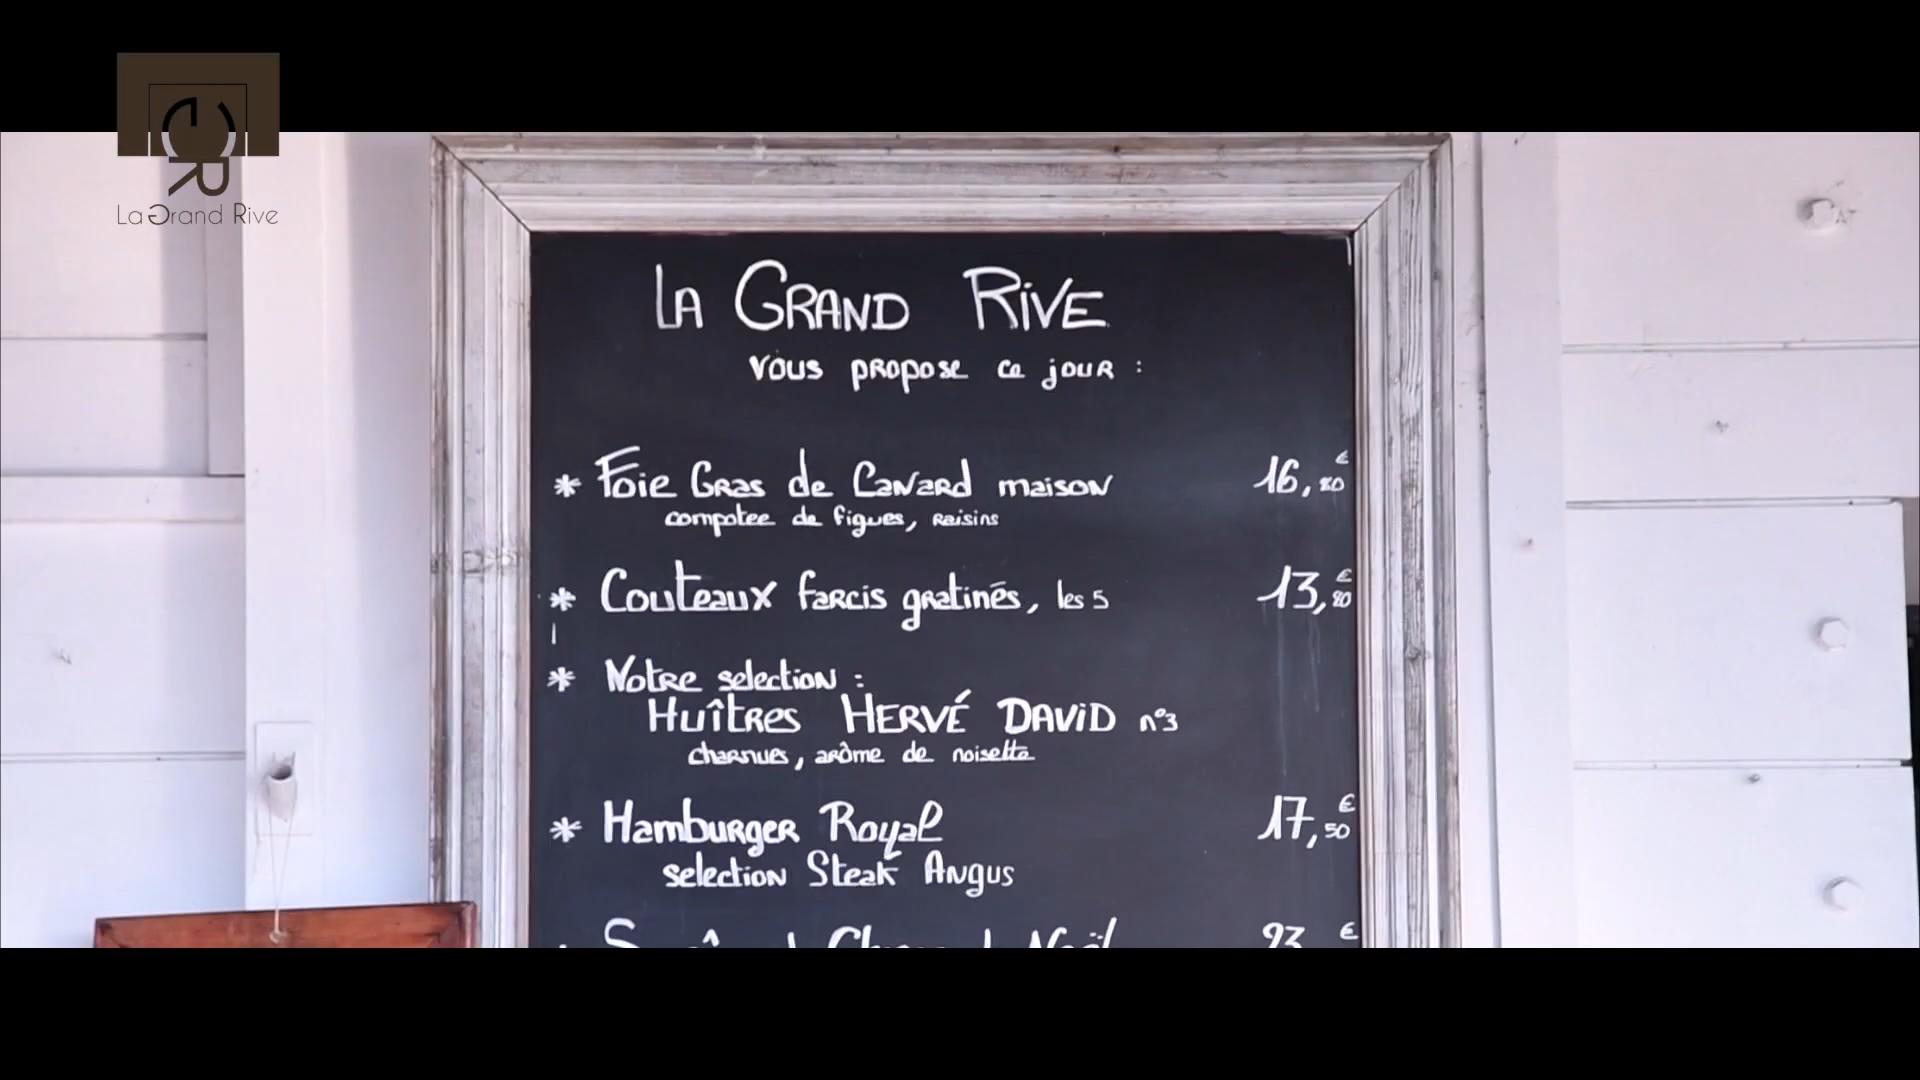 GR
La Grand Rive
LA GRAND RIVE
vous propose ce jour :
* Foie Gras de Canard maison 16,80 €
compotee de figues, raisins
* Couteaux farcis gratinés, les 5 13,80 €
* Notre selection :
HUÎTRES HERVÉ DAVID n°3
charnues, arôme de noisette
* Hamburger Royal 17,50 €
selection Steak Angus